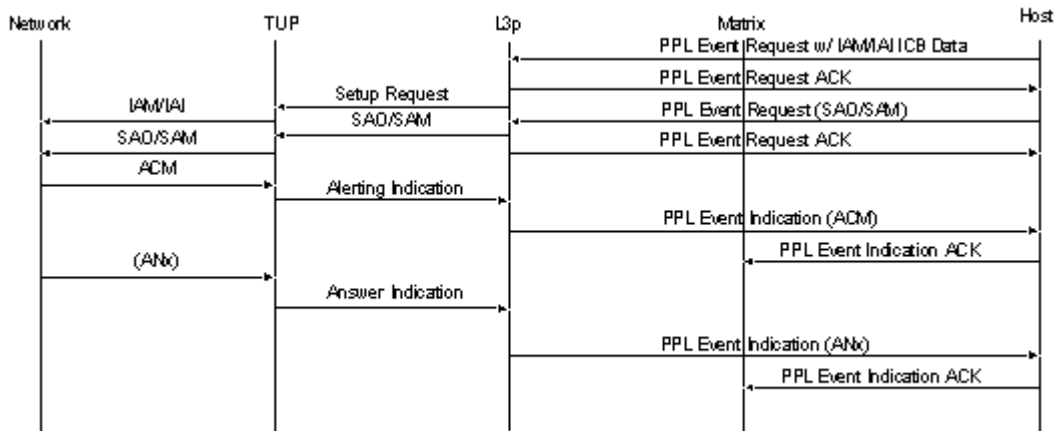 Network TUP L3p Matrix Host
PPL Event Request w/ IAM/IAI ICB Data
PPL Event Request ACK
Setup Request
IAM/IAI
PPL Event Request (SAO/SAM)
SAO/SAM
SAO/SAM
PPL Event Request ACK
ACM
Alerting Indication
PPL Event Indication (ACM)
PPL Event Indication ACK
(ANx)
Answer Indication
PPL Event Indication (ANx)
PPL Event Indication ACK